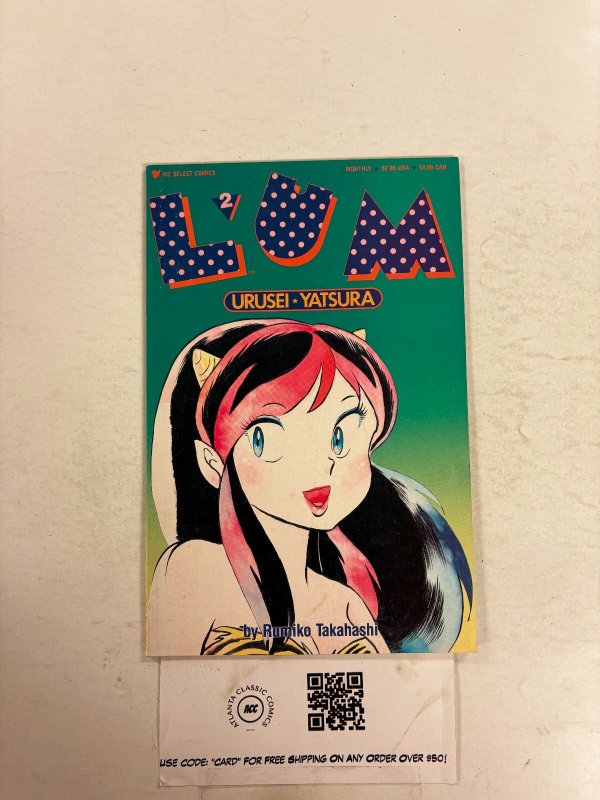 VIZ SELECT COMICS
MONTHLY • $2.95 USA • $4.00 CAN
LUM
2
TM
URUSEI ★ YATSURA
by Rumiko Takahashi
ATLANTA CLASSIC COMICS
ACC
USE CODE: "CARD" FOR FREE SHIPPING ON ANY ORDER OVER $50!